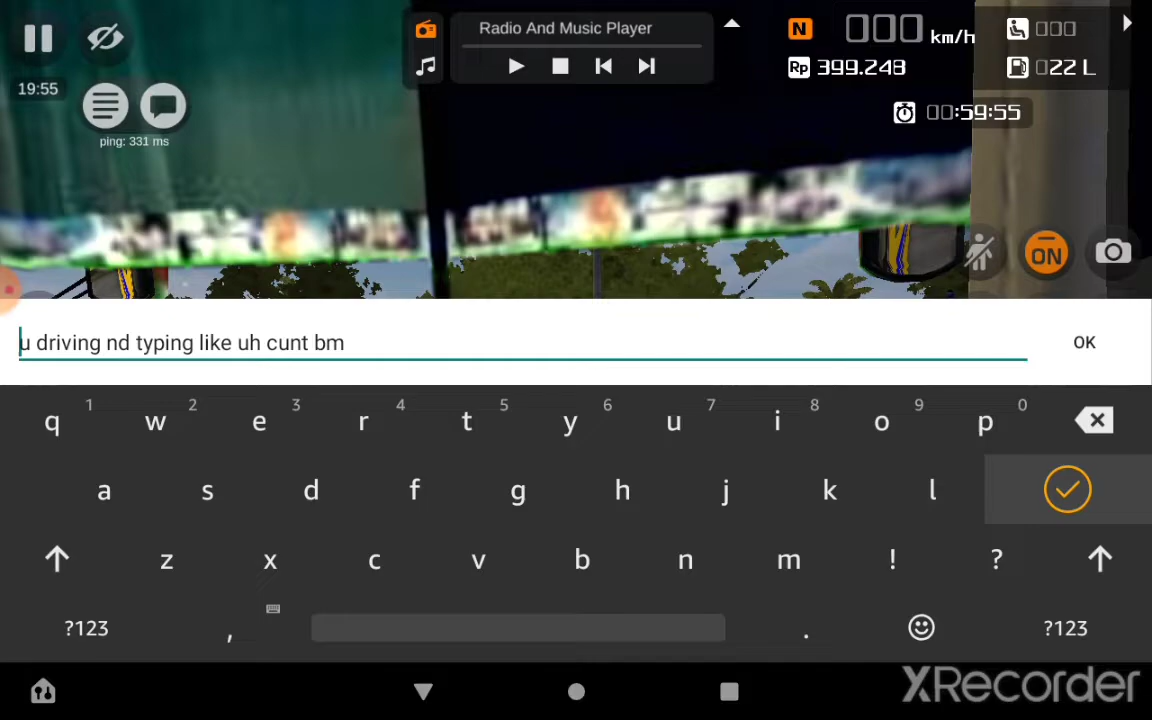 Radio And Music Player
N 000 km/h 000
19:55
Rp 399.248 022 L
ping: 331 ms
00:59:55
ON
u driving nd typing like uh cunt bm
OK
1 2 3 4 5 6 7 8 9 0
q w e r t y u i o p
a s d f g h j k l
z x c v b n m ! ?
?123 , . ?123
XRecorder